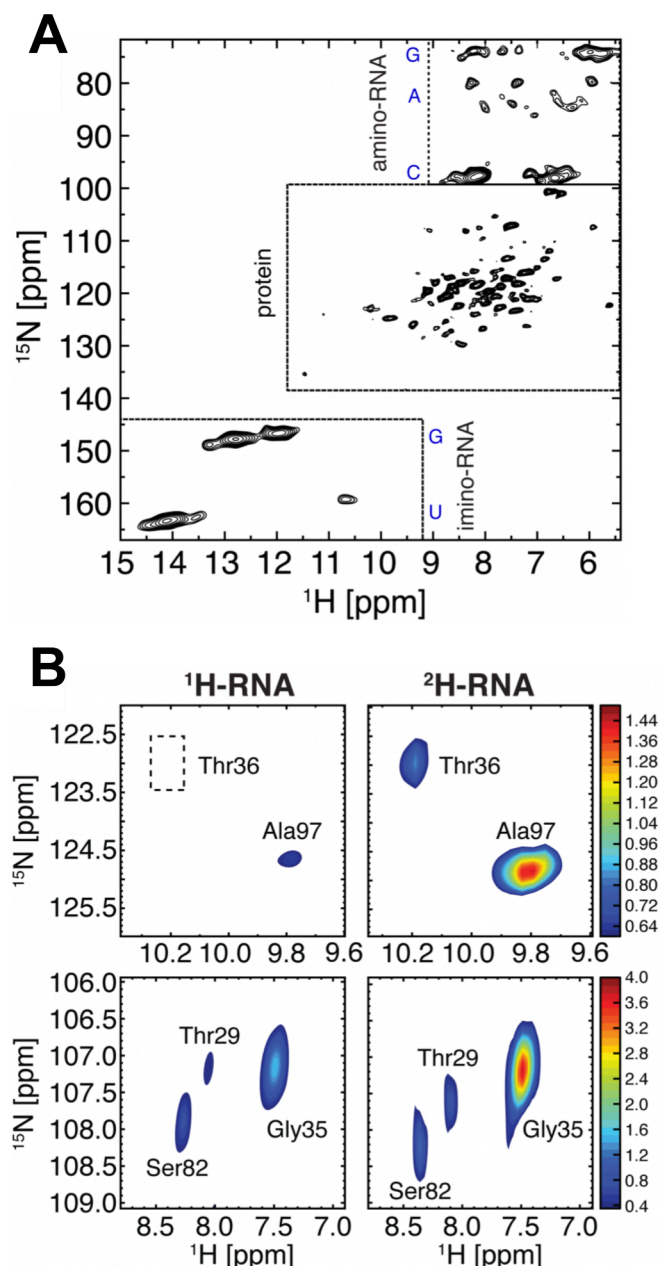 A
80
90
100
110
120
130
140
150
160
15N [ppm]
amino-RNA
G
A
C
protein
G
U
imino-RNA
15 14 13 12 11 10 9 8 7 6
1H [ppm]
B
1H-RNA 2H-RNA
122.5
123.5
124.5
125.5
15N [ppm]
Thr36
Ala97
10.2 10.0 9.8 9.6
Thr36
Ala97
10.2 10.0 9.8 9.6
1.44
1.36
1.28
1.20
1.12
1.04
0.96
0.88
0.80
0.72
0.64
106.0
106.5
107.0
107.5
108.0
108.5
109.0
15N [ppm]
Thr29
Gly35
Ser82
8.5 8.0 7.5 7.0
1H [ppm]
Thr29
Gly35
Ser82
8.5 8.0 7.5 7.0
1H [ppm]
4.0
3.6
3.2
2.8
2.4
2.0
1.6
1.2
0.8
0.4